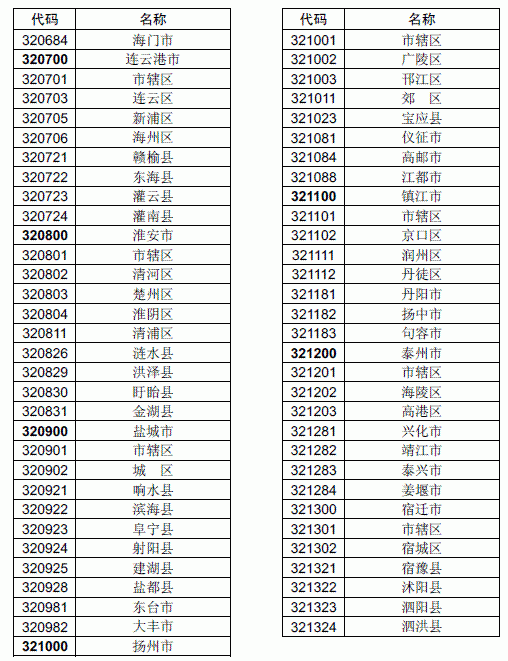 代码 名称
320684 海门市
320700 连云港市
320701 市辖区
320703 连云区
320705 新浦区
320706 海州区
320721 赣榆县
320722 东海县
320723 灌云县
320724 灌南县
320800 淮安市
320801 市辖区
320802 清河区
320803 楚州区
320804 淮阴区
320811 清浦区
320826 涟水县
320829 洪泽县
320830 盱眙县
320831 金湖县
320900 盐城市
320901 市辖区
320902 城 区
320921 响水县
320922 滨海县
320923 阜宁县
320924 射阳县
320925 建湖县
320928 盐都县
320981 东台市
320982 大丰市
321000 扬州市
代码 名称
321001 市辖区
321002 广陵区
321003 邗江区
321011 郊 区
321023 宝应县
321081 仪征市
321084 高邮市
321088 江都市
321100 镇江市
321101 市辖区
321102 京口区
321111 润州区
321112 丹徒区
321181 丹阳市
321182 扬中市
321183 句容市
321200 泰州市
321201 市辖区
321202 海陵区
321203 高港区
321281 兴化市
321282 靖江市
321283 泰兴市
321284 姜堰市
321300 宿迁市
321301 市辖区
321302 宿城区
321321 宿豫县
321322 沭阳县
321323 泗阳县
321324 泗洪县